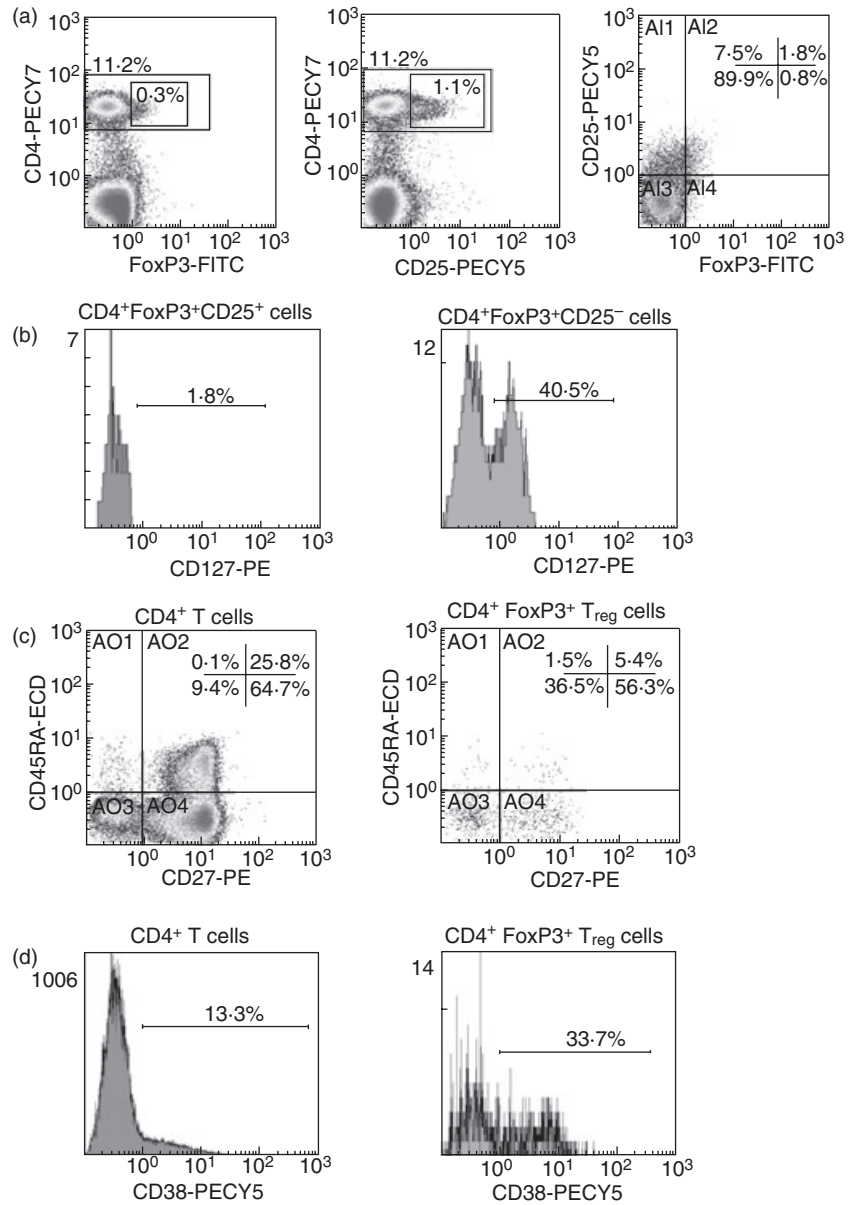 (a)
CD4-PECY7
10³
10²
10¹
10⁰
11·2%
0·3%
10⁰ 10¹ 10² 10³
FoxP3-FITC
CD4-PECY7
10³
10²
10¹
10⁰
11·2%
1·1%
10⁰ 10¹ 10² 10³
CD25-PECY5
CD25-PECY5
10³
10²
10¹
10⁰
AI1 AI2
7·5% 1·8%
89·9% 0·8%
AI3 AI4
10⁰ 10¹ 10² 10³
FoxP3-FITC
(b)
CD4⁺FoxP3⁺CD25⁺ cells
7
1·8%
10⁰ 10¹ 10² 10³
CD127-PE
CD4⁺FoxP3⁺CD25⁻ cells
12
40·5%
10⁰ 10¹ 10² 10³
CD127-PE
(c)
CD4⁺ T cells
CD45RA-ECD
10³
10²
10¹
10⁰
AO1 AO2
0·1% 25·8%
9·4% 64·7%
AO3 AO4
10⁰ 10¹ 10² 10³
CD27-PE
CD4⁺ FoxP3⁺ Treg cells
CD45RA-ECD
10³
10²
10¹
10⁰
AO1 AO2
1·5% 5·4%
36·5% 56·3%
AO3 AO4
10⁰ 10¹ 10² 10³
CD27-PE
(d)
CD4⁺ T cells
1006
13·3%
10⁰ 10¹ 10² 10³
CD38-PECY5
CD4⁺ FoxP3⁺ Treg cells
14
33·7%
10⁰ 10¹ 10² 10³
CD38-PECY5